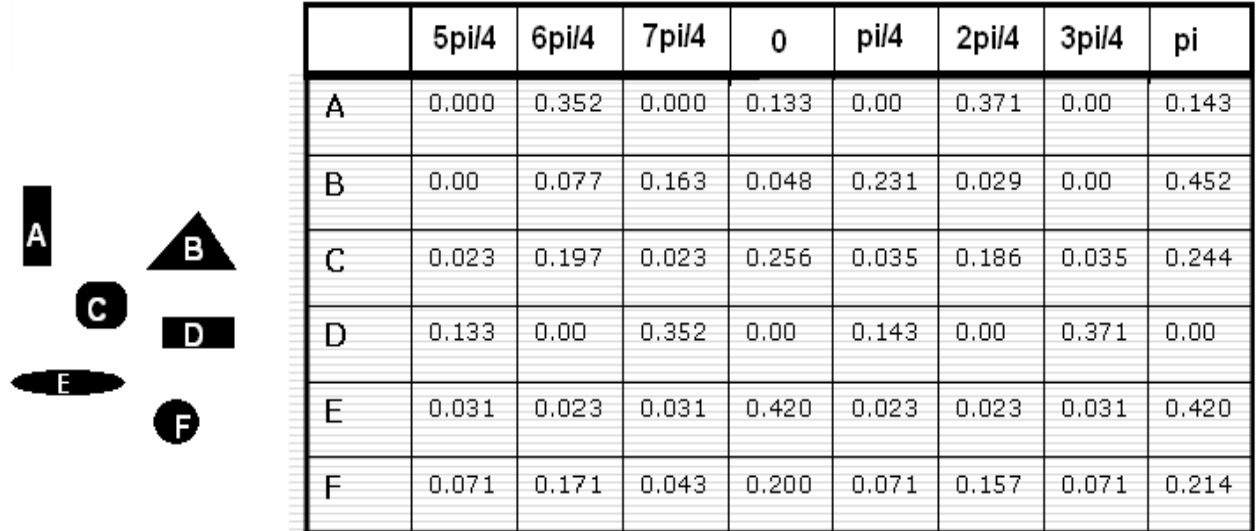 5pi/4 6pi/4 7pi/4 0 pi/4 2pi/4 3pi/4 pi
A 0.000 0.352 0.000 0.133 0.00 0.371 0.00 0.143
B 0.00 0.077 0.163 0.048 0.231 0.029 0.00 0.452
C 0.023 0.197 0.023 0.256 0.035 0.186 0.035 0.244
D 0.133 0.00 0.352 0.00 0.143 0.00 0.371 0.00
E 0.031 0.023 0.031 0.420 0.023 0.023 0.031 0.420
F 0.071 0.171 0.043 0.200 0.071 0.157 0.071 0.214
A
B
C
D
E
F